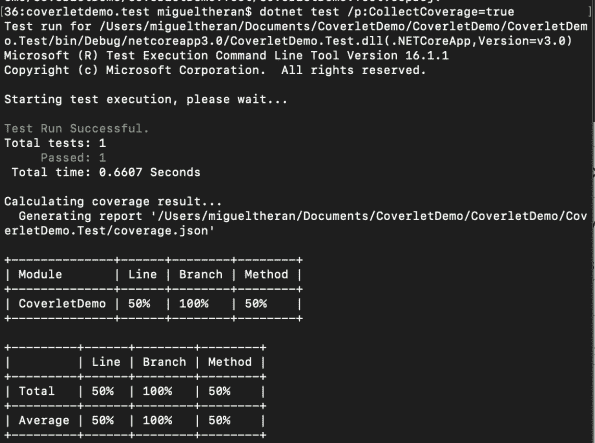 [36:coverletdemo.test migueltheran$ dotnet test /p:CollectCoverage=true ]
Test run for /Users/migueltheran/Documents/CoverletDemo/CoverletDemo/CoverletDem
o.Test/bin/Debug/netcoreapp3.0/CoverletDemo.Test.dll(.NETCoreApp,Version=v3.0)
Microsoft (R) Test Execution Command Line Tool Version 16.1.1
Copyright (c) Microsoft Corporation.  All rights reserved.

Starting test execution, please wait...

Test Run Successful.
Total tests: 1
     Passed: 1
 Total time: 0.6607 Seconds

Calculating coverage result...
  Generating report '/Users/migueltheran/Documents/CoverletDemo/CoverletDemo/Cov
erletDemo.Test/coverage.json'

+--------------+------+--------+--------+
| Module       | Line | Branch | Method |
+--------------+------+--------+--------+
| CoverletDemo | 50%  | 100%   | 50%    |
+--------------+------+--------+--------+

+---------+------+--------+--------+
|         | Line | Branch | Method |
+---------+------+--------+--------+
| Total   | 50%  | 100%   | 50%    |
+---------+------+--------+--------+
| Average | 50%  | 100%   | 50%    |
+---------+------+--------+--------+